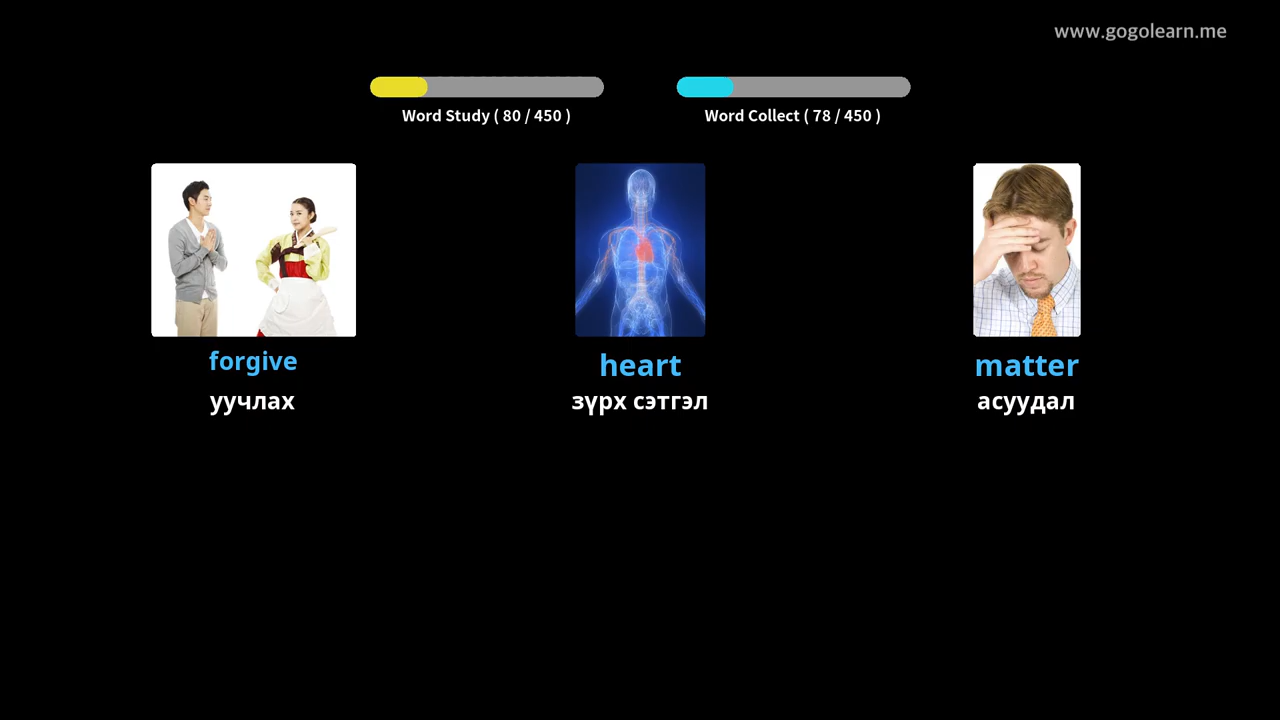 www.gogolearn.me
Word Study ( 80 / 450 )
Word Collect ( 78 / 450 )
forgive
уучлах
heart
зүрх сэтгэл
matter
асуудал